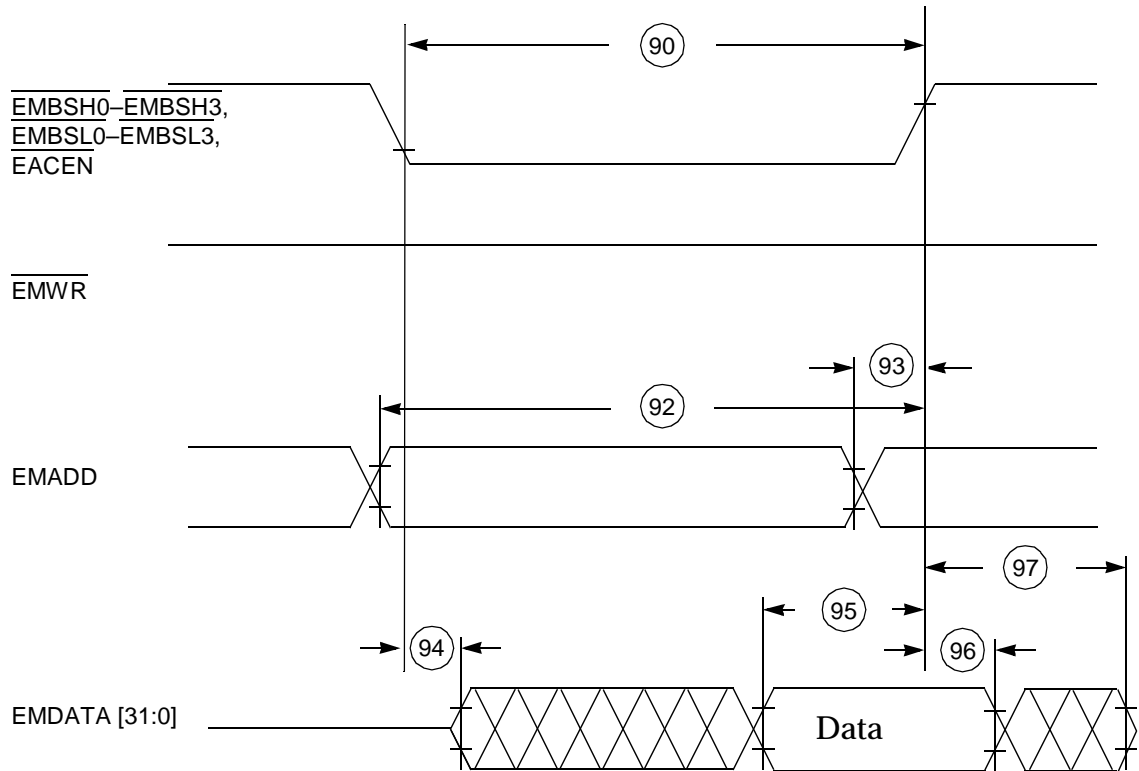 90
EMBSH0–EMBSH3,
EMBSL0–EMBSL3,
EACEN
EMWR
93
92
EMADD
97
95
94
96
EMDATA [31:0]
Data